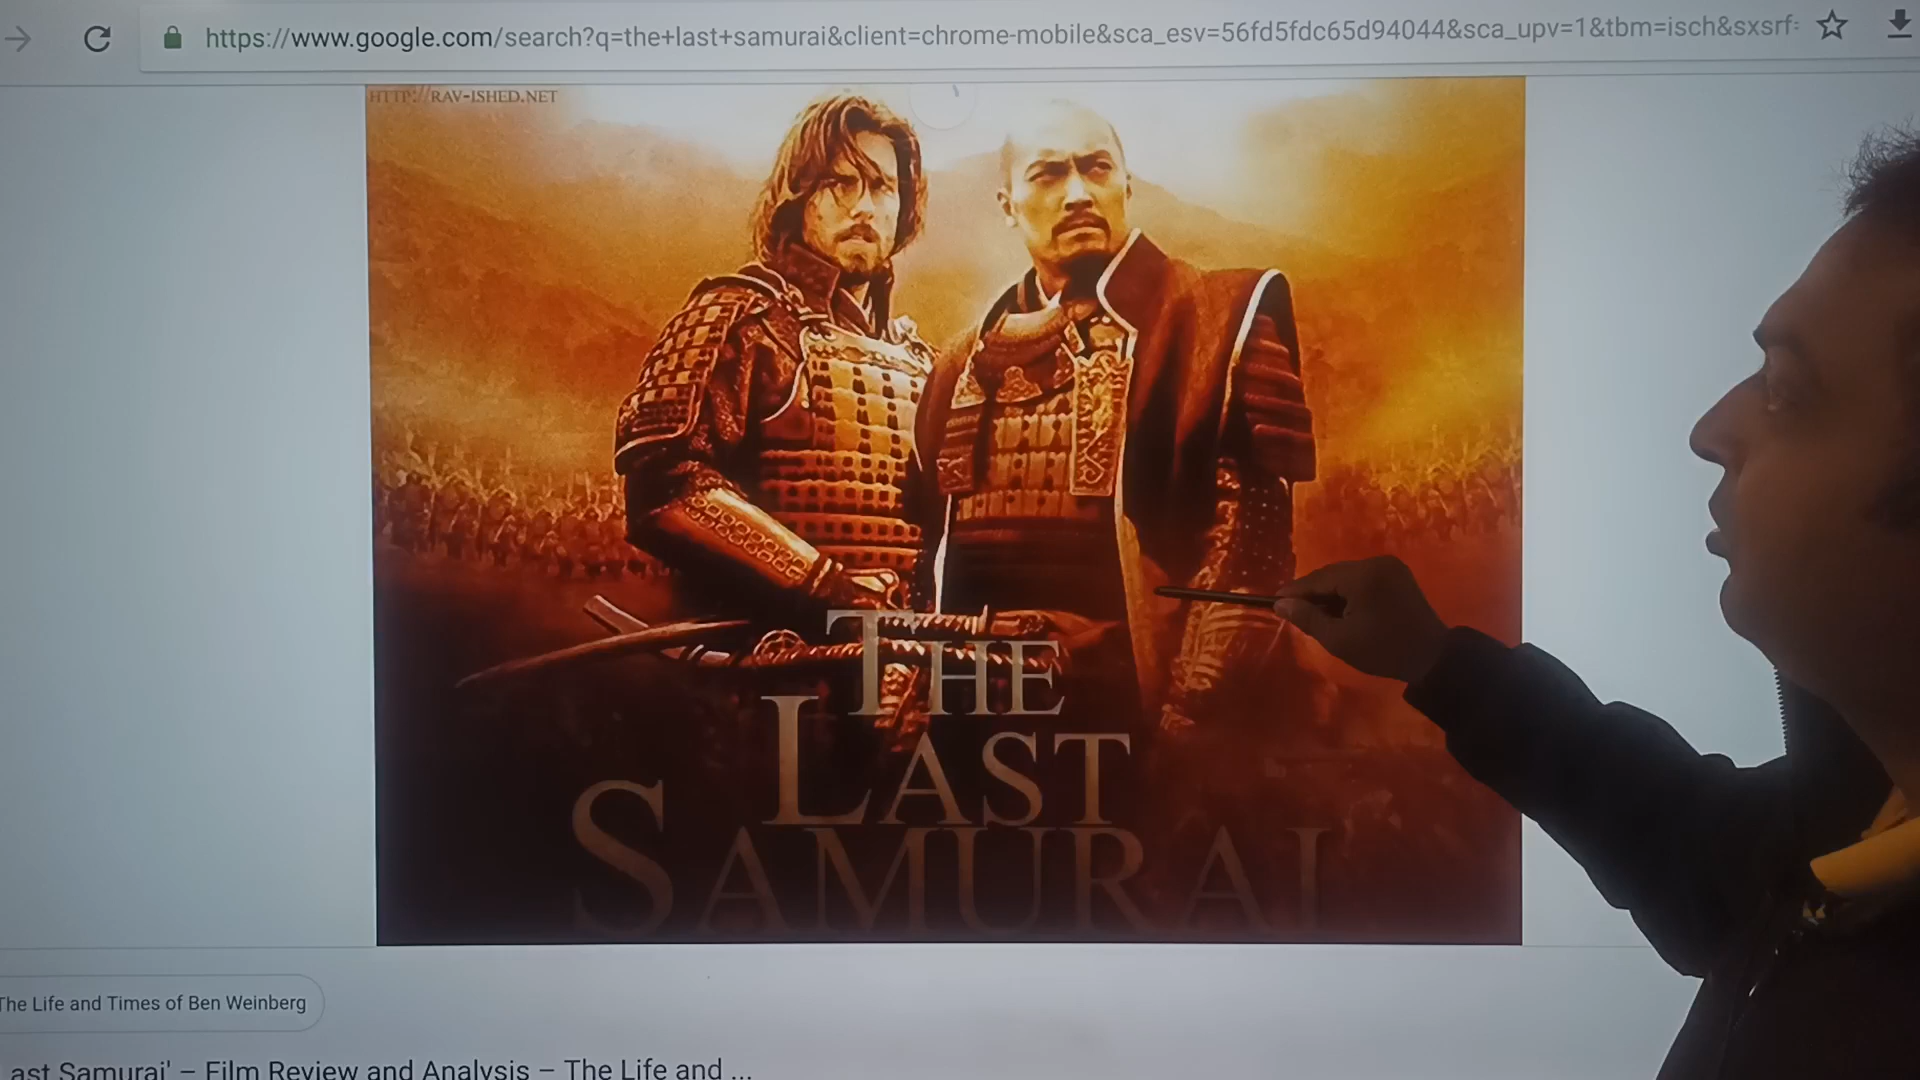 https://www.google.com/search?q=the+last+samurai&client=chrome-mobile&sca_esv=56fd5fdc65d94044&sca_upv=1&tbm=isch&sxsrf=
HTTP://RAV-ISHED.NET
THE
LAST
SAMURAI
The Life and Times of Ben Weinberg
ast Samurai' – Film Review and Analysis – The Life and ...